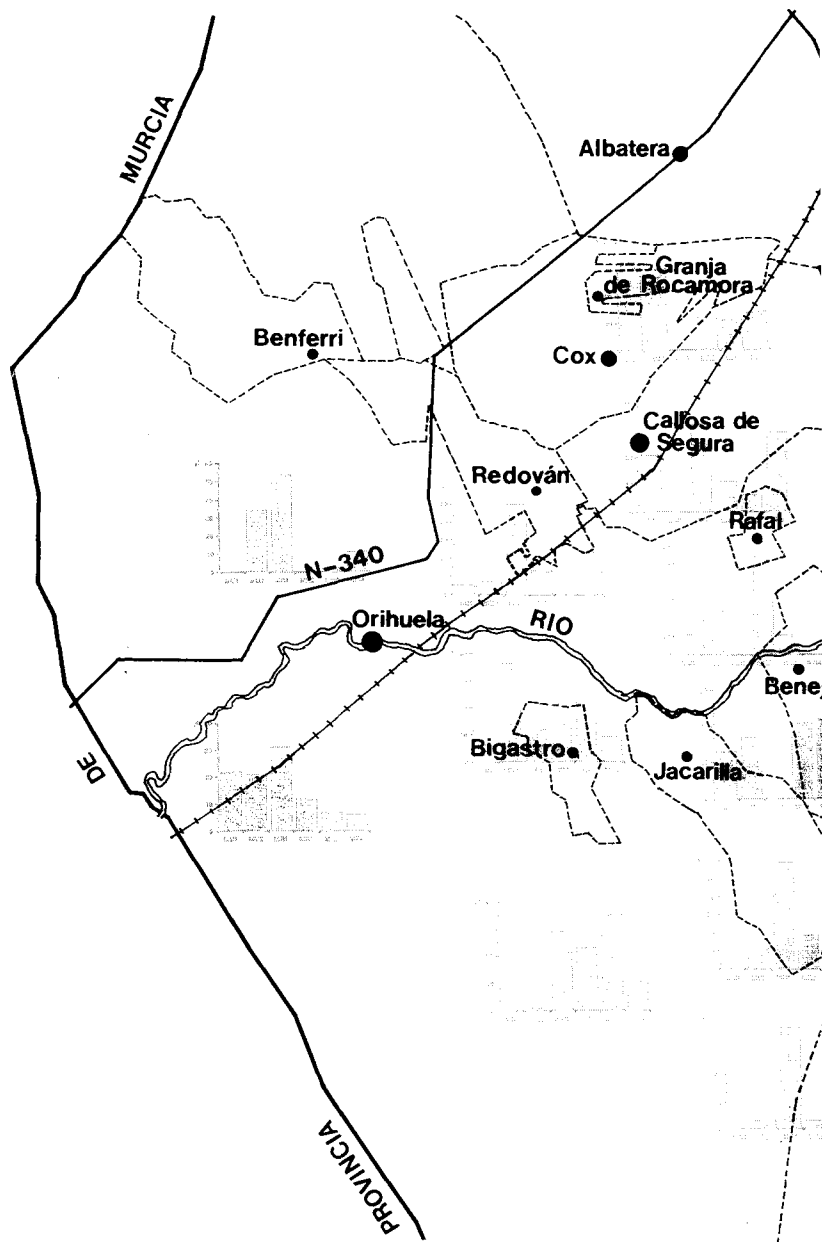 MURCIA
Albatera
Granja
de Rocamora
Benferri
Cox
Callosa de
Segura
Redován
Rafal
N-340
Orihuela
RIO
Bene
DE
Bigastro
Jacarilla
PROVINCIA